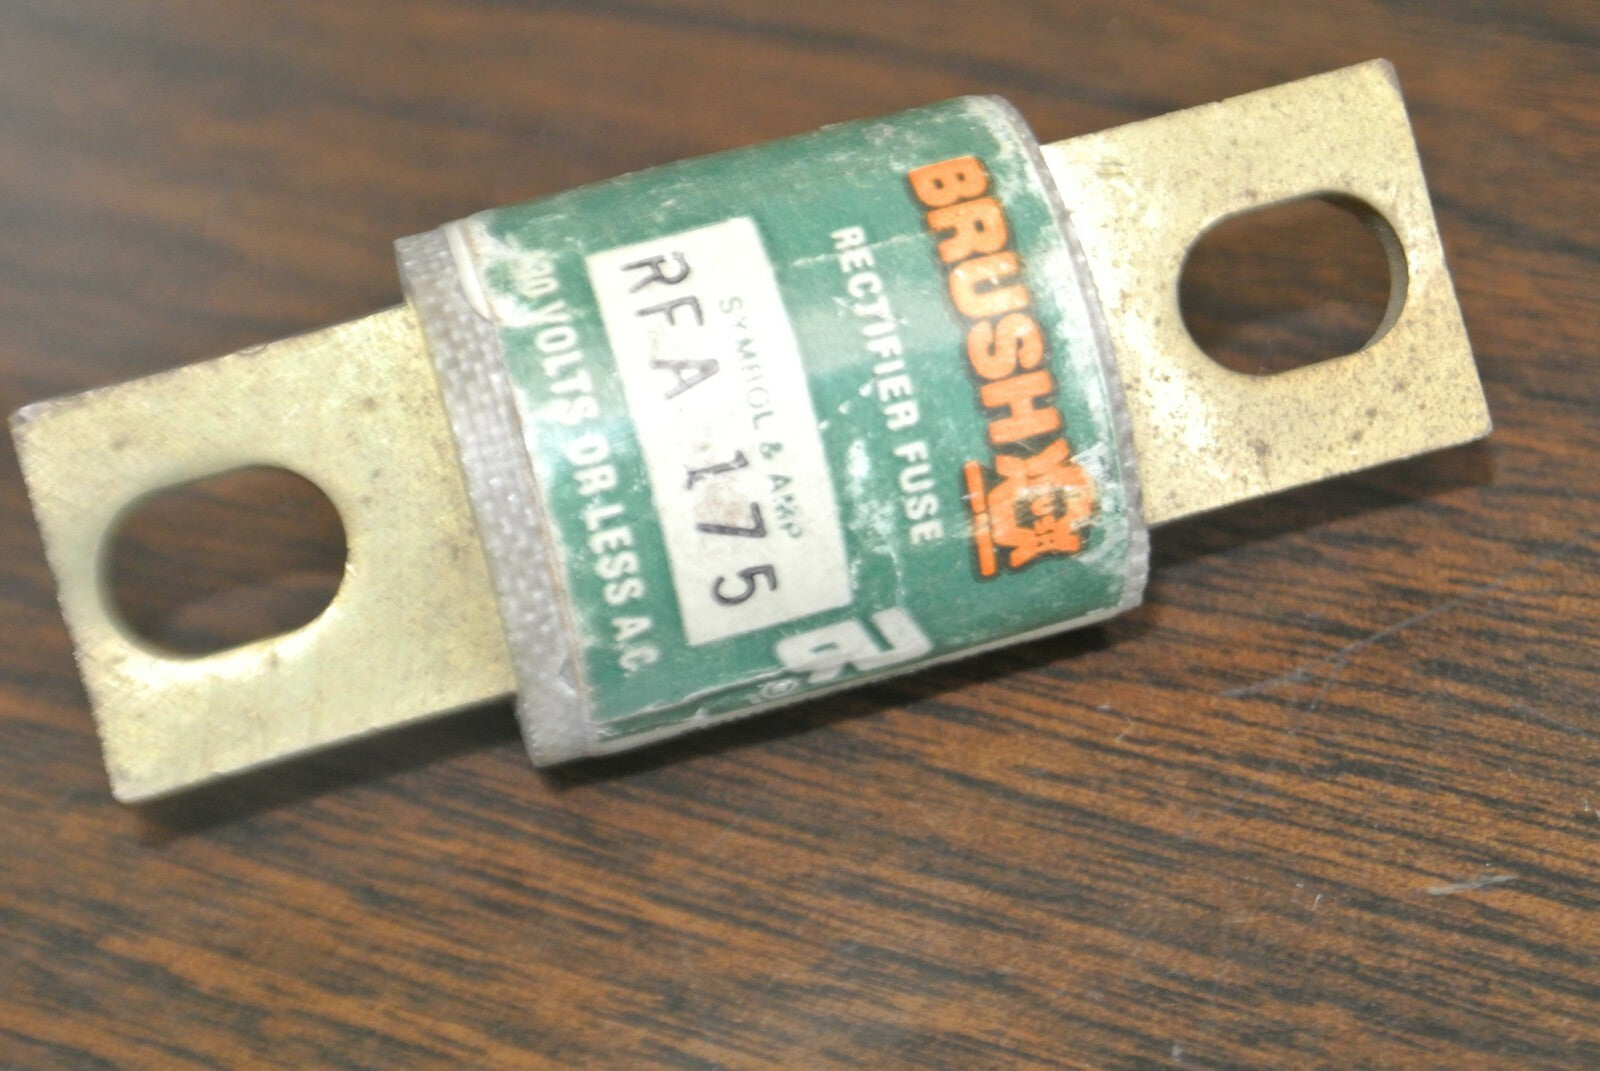 BRUSH
RECTIFIER FUSE
SYMBOL & AMP
RFA 175
VOLTS OR LESS A.C.